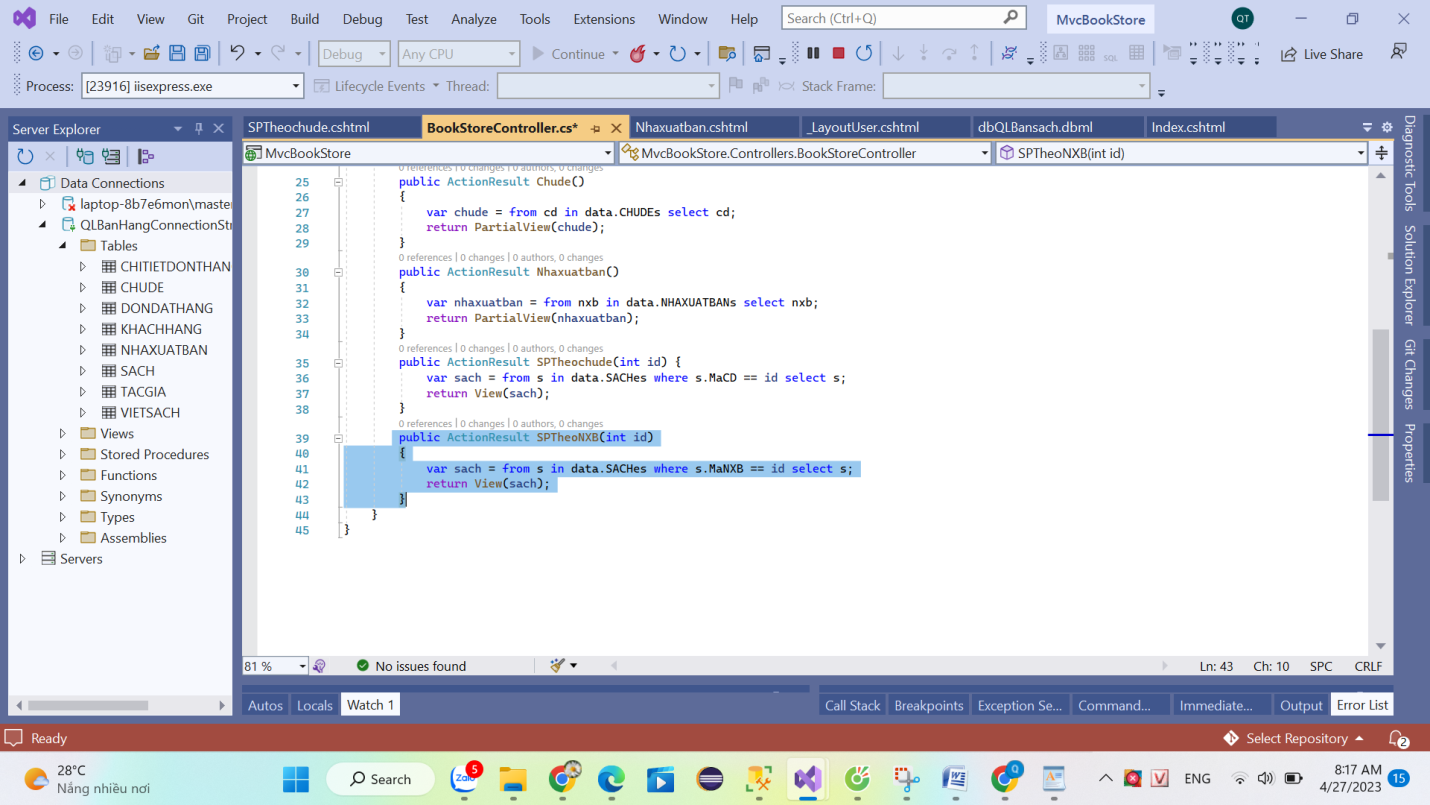 File Edit View Git Project Build Debug Test Analyze Tools Extensions Window Help Search (Ctrl+Q) MvcBookStore QT
Debug Any CPU Continue Live Share
Process: [23916] iisexpress.exe Lifecycle Events Thread: Stack Frame:
Server Explorer
Data Connections
laptop-8b7e6mon\master
QLBanHangConnectionStr
Tables
CHITIETDONTHANG
CHUDE
DONDATHANG
KHACHHANG
NHAXUATBAN
SACH
TACGIA
VIETSACH
Views
Stored Procedures
Functions
Synonyms
Types
Assemblies
Servers
SPTheochude.cshtml BookStoreController.cs* Nhaxuatban.cshtml _LayoutUser.cshtml dbQLBansach.dbml Index.cshtml
MvcBookStore MvcBookStore.Controllers.BookStoreController SPTheoNXB(int id)
0 references | 0 changes | 0 authors, 0 changes
25 public ActionResult Chude()
26 {
27 var chude = from cd in data.CHUDEs select cd;
28 return PartialView(chude);
29 }
0 references | 0 changes | 0 authors, 0 changes
30 public ActionResult Nhaxuatban()
31 {
32 var nhaxuatban = from nxb in data.NHAXUATBANs select nxb;
33 return PartialView(nhaxuatban);
34 }
0 references | 0 changes | 0 authors, 0 changes
35 public ActionResult SPTheochude(int id) {
36 var sach = from s in data.SACHes where s.MaCD == id select s;
37 return View(sach);
38 }
0 references | 0 changes | 0 authors, 0 changes
39 public ActionResult SPTheoNXB(int id)
40 {
41 var sach = from s in data.SACHes where s.MaNXB == id select s;
42 return View(sach);
43 }
44 }
45 }
81 % No issues found Ln: 43 Ch: 10 SPC CRLF
Autos Locals Watch 1 Call Stack Breakpoints Exception Se... Command... Immediate... Output Error List
Diagnostic Tools
Solution Explorer
Git Changes
Properties
Ready Select Repository 2
28°C
Nắng nhiều nơi
Search
5
ENG
8:17 AM
4/27/2023
15